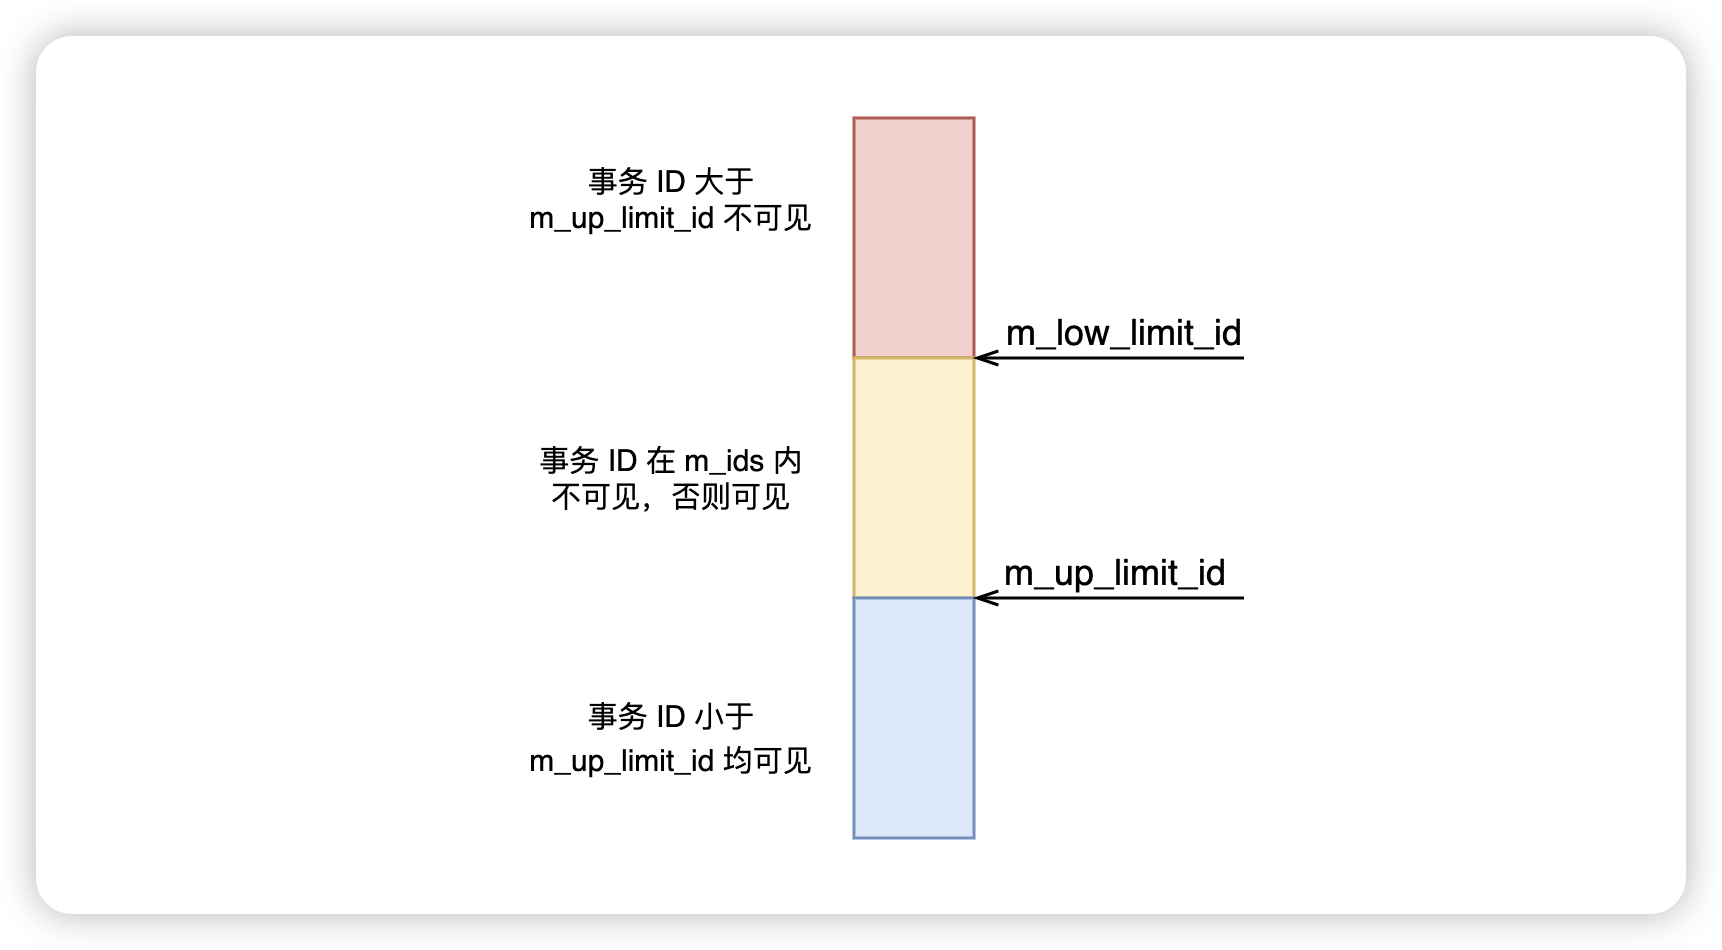 事务 ID 大于
m_up_limit_id 不可见
m_low_limit_id
事务 ID 在 m_ids 内
不可见，否则可见
m_up_limit_id
事务 ID 小于
m_up_limit_id 均可见